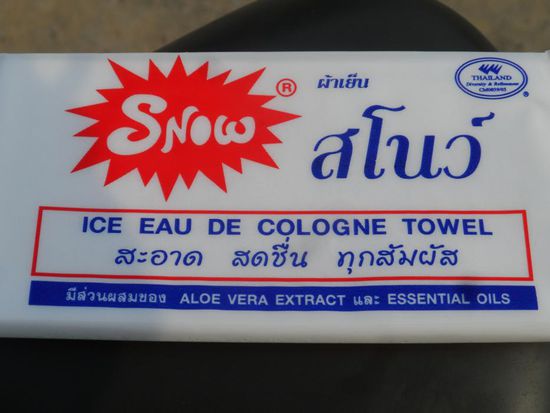 SNOW ®
ผ้าเย็น
สโนว์
THAILAND
Diversity & Refinement
®
ICE EAU DE COLOGNE TOWEL
สะอาด สดชื่น ทุกสัมผัส
มีส่วนผสมของ ALOE VERA EXTRACT และ ESSENTIAL OILS